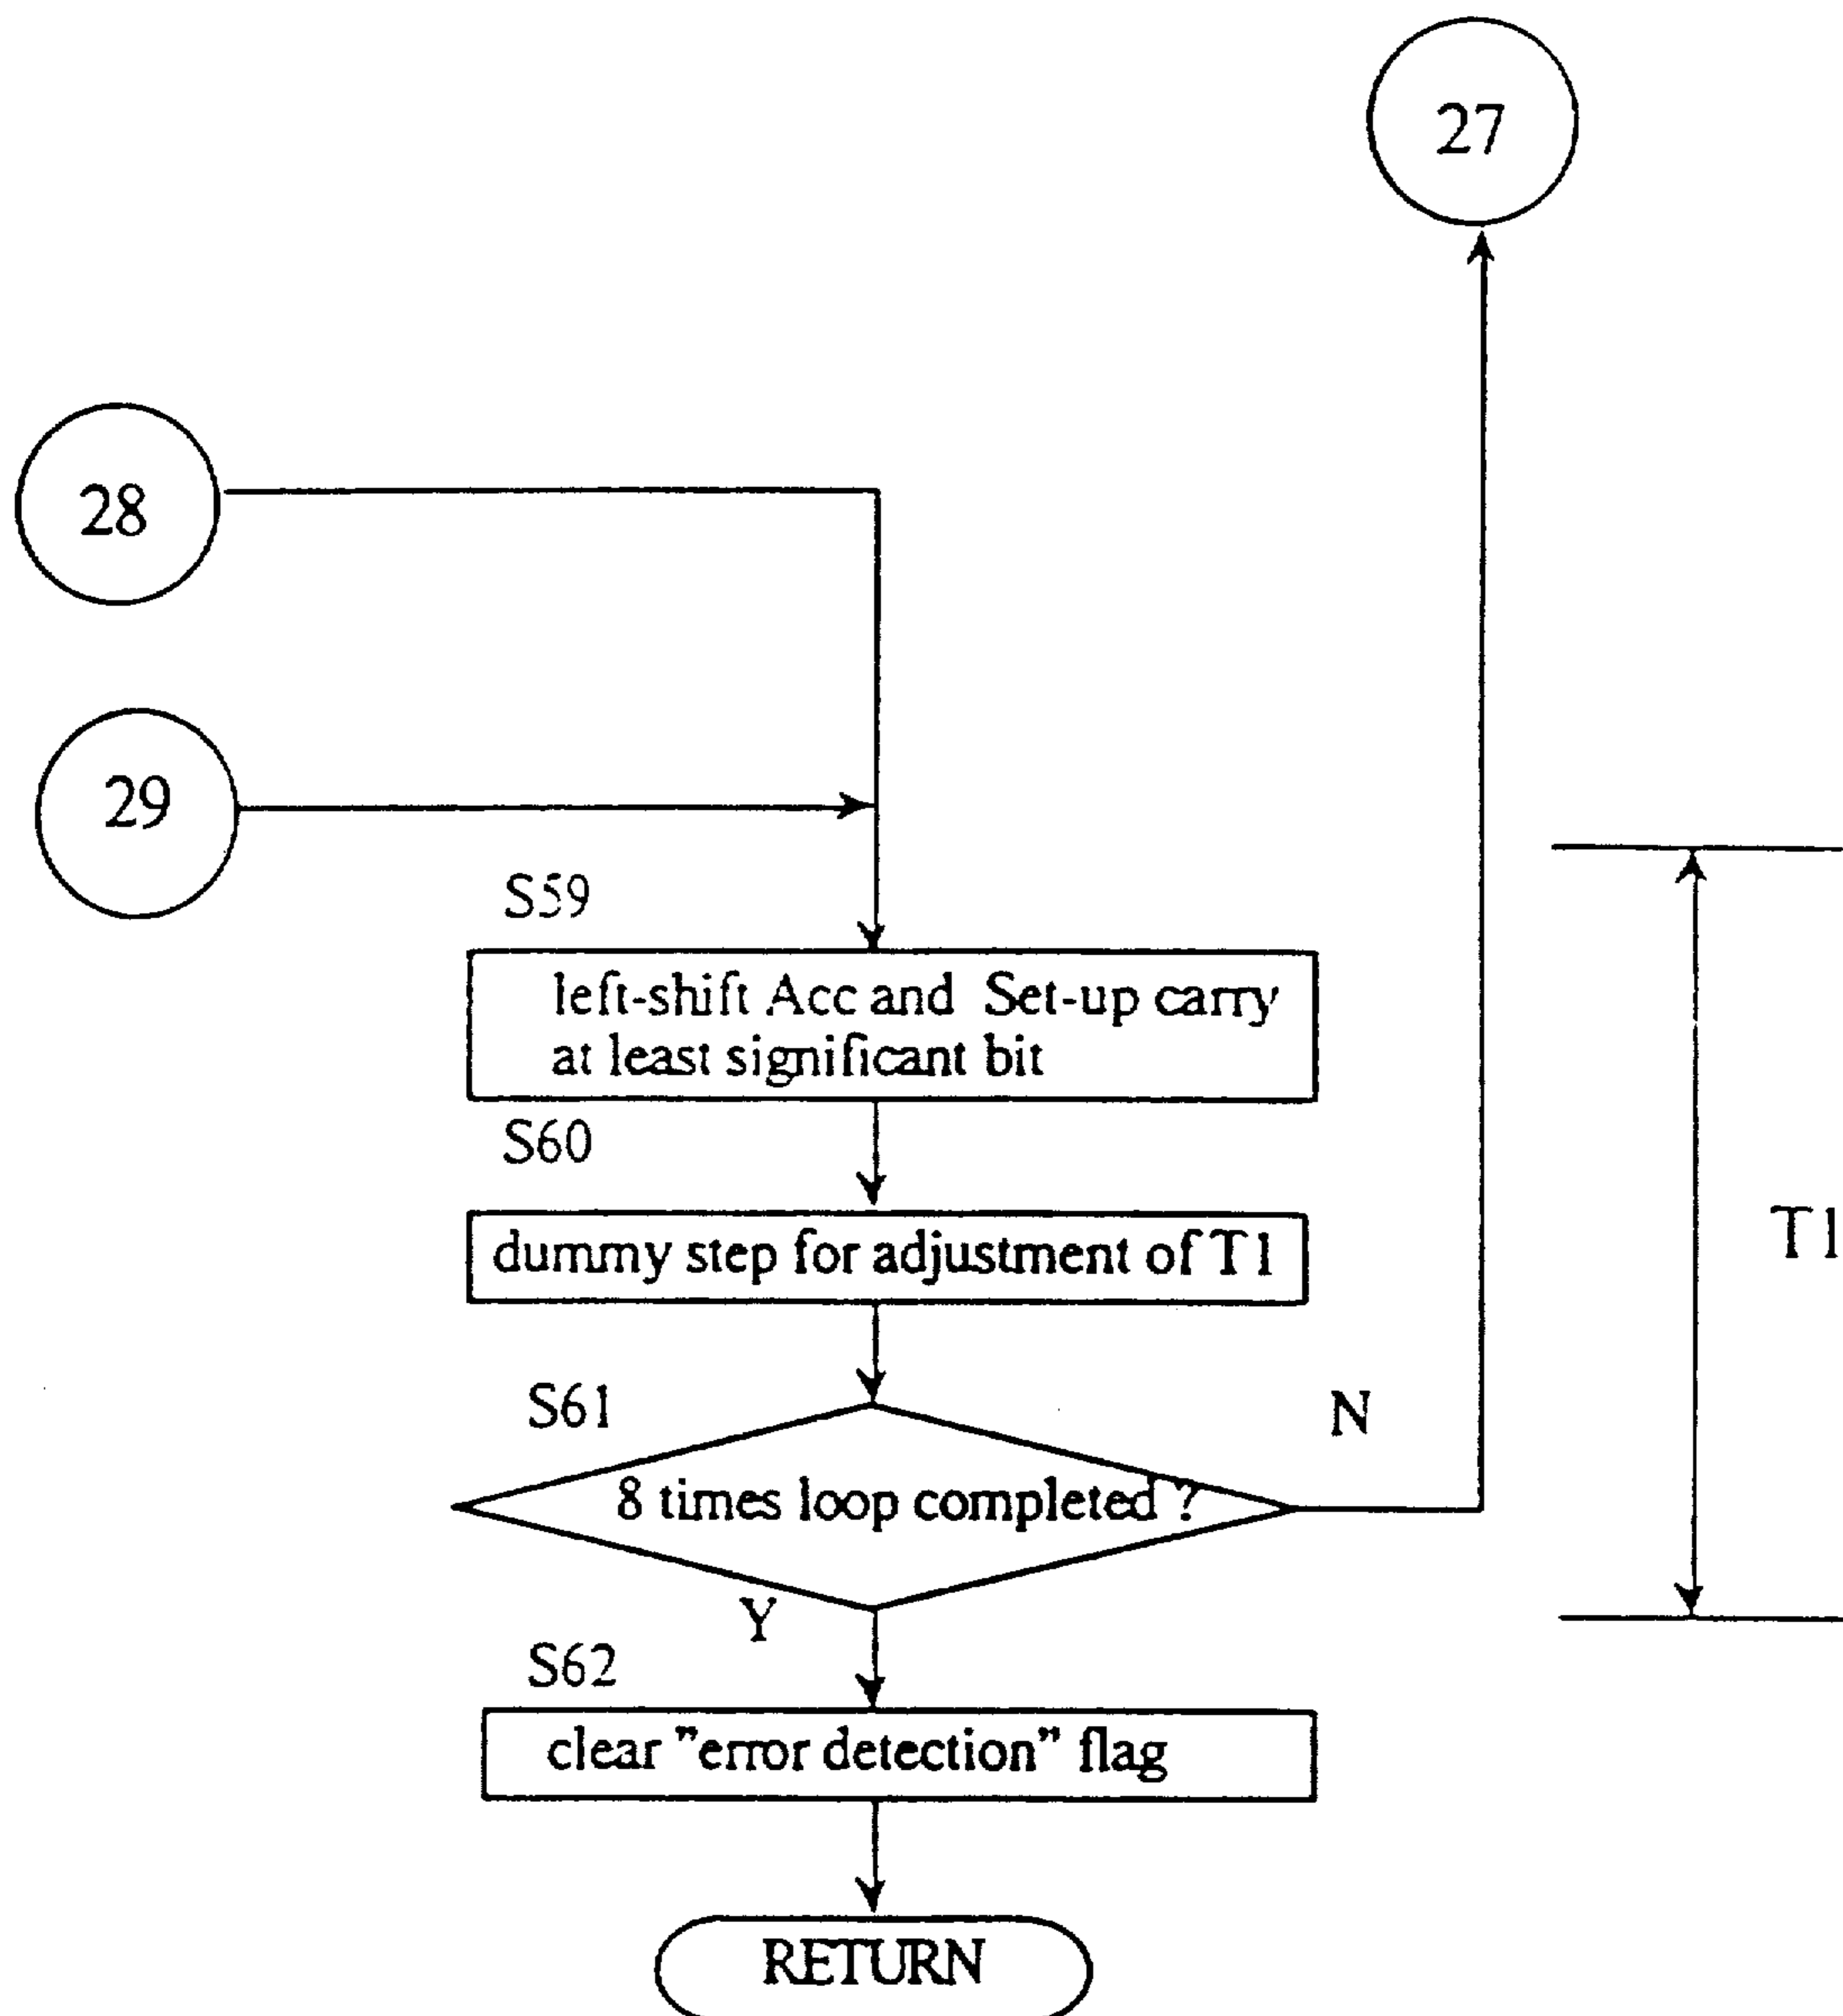 27
28
29
S59
left-shift Acc and Set-up carry
at least significant bit
S60
dummy step for adjustment of T1
T1
S61
N
8 times loop completed ?
Y
S62
clear "error detection" flag
RETURN